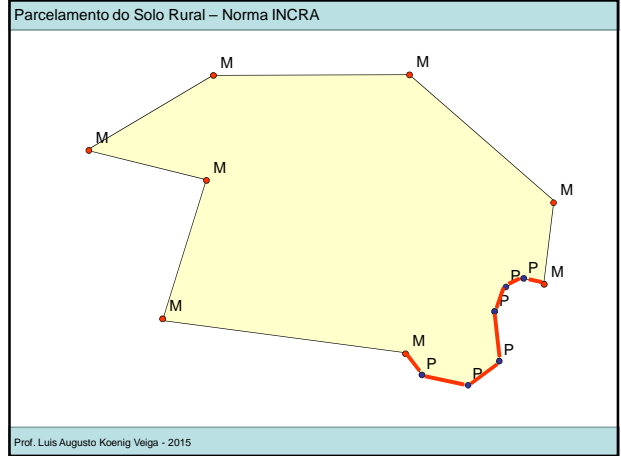 Parcelamento do Solo Rural – Norma INCRA
M
M
M
M
M
P
P
M
P
M
M
P
P
P
Prof. Luis Augusto Koenig Veiga - 2015